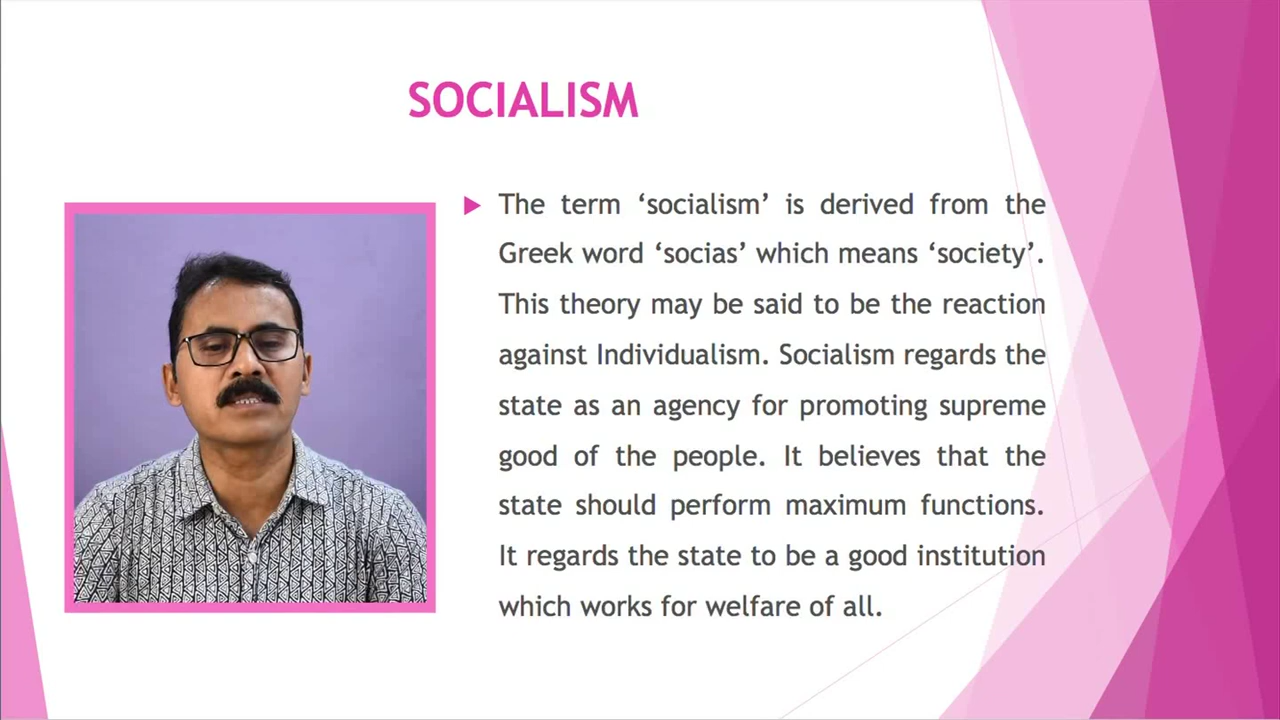 SOCIALISM
The term ‘socialism’ is derived from the
Greek word ‘socias’ which means ‘society’.
This theory may be said to be the reaction
against Individualism. Socialism regards the
state as an agency for promoting supreme
good of the people. It believes that the
state should perform maximum functions.
It regards the state to be a good institution
which works for welfare of all.